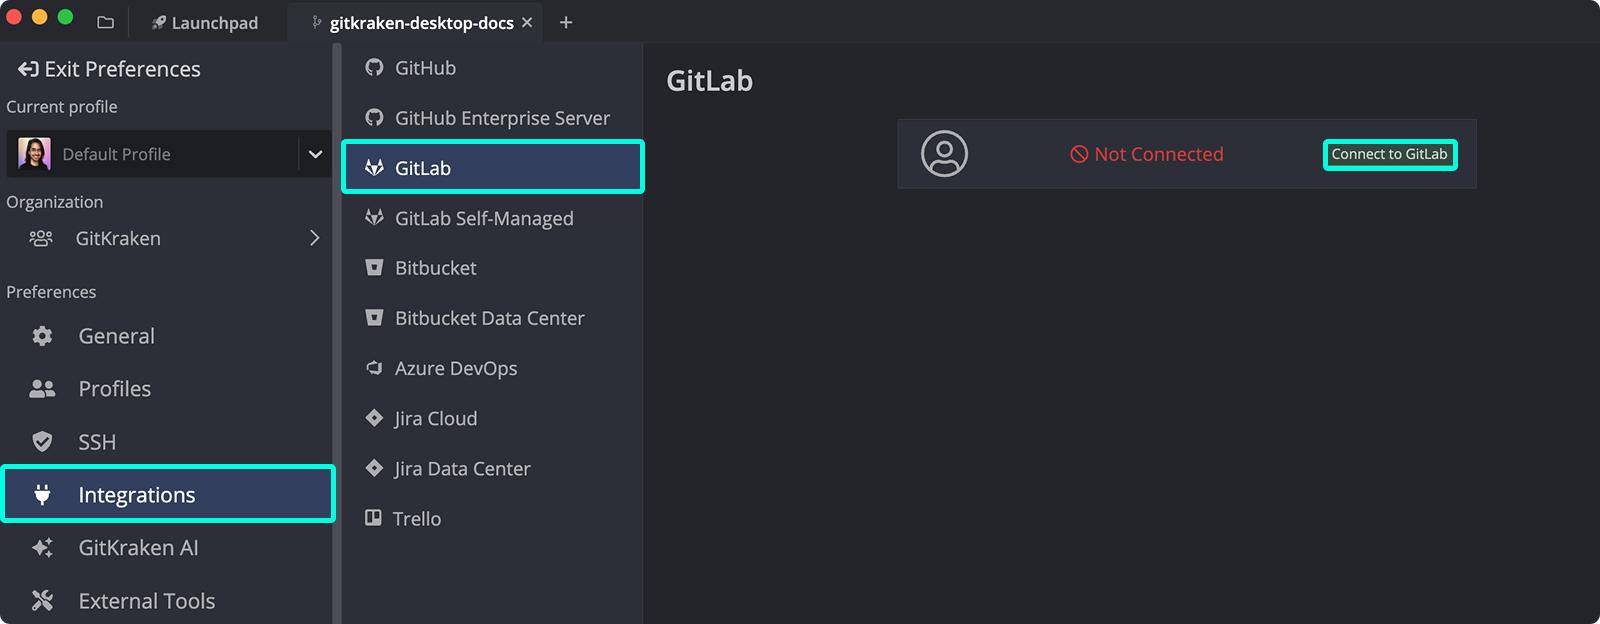 Launchpad
gitkraken-desktop-docs
Exit Preferences
Current profile
Default Profile
Organization
GitKraken
Preferences
General
Profiles
SSH
Integrations
GitKraken AI
External Tools
GitHub
GitHub Enterprise Server
GitLab
GitLab Self-Managed
Bitbucket
Bitbucket Data Center
Azure DevOps
Jira Cloud
Jira Data Center
Trello
GitLab
Not Connected
Connect to GitLab